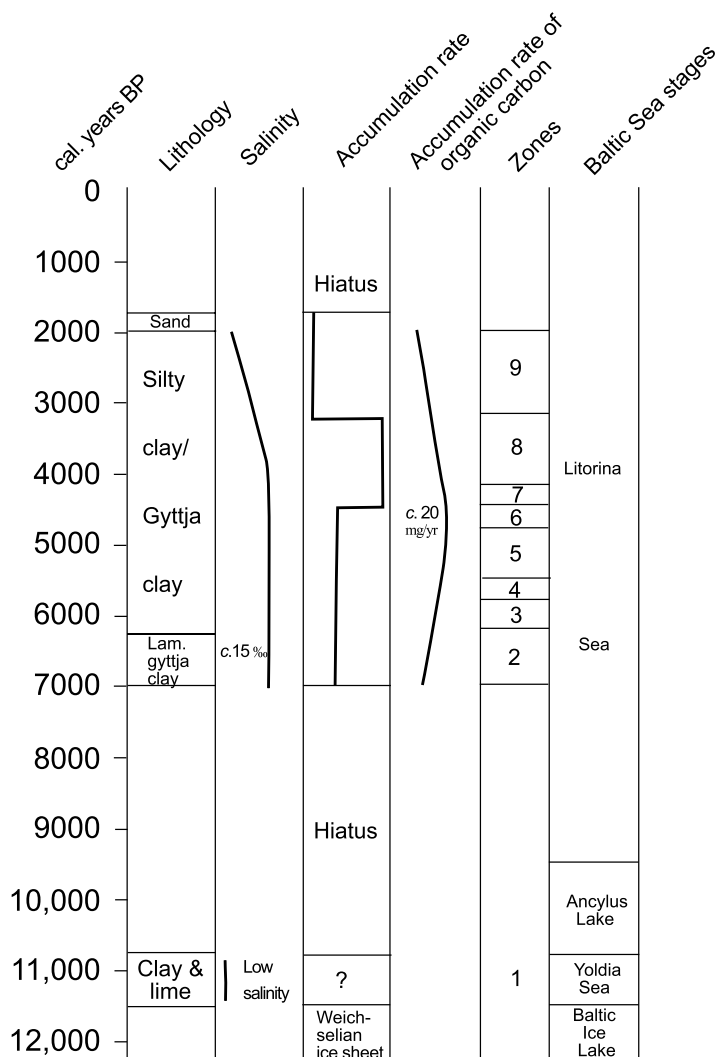 cal. years BP
Lithology
Salinity
Accumulation rate
Accumulation rate of
organic carbon
Zones
Baltic Sea stages
0
1000
2000
3000
4000
5000
6000
7000
8000
9000
10,000
11,000
12,000
Sand
Silty
clay/
Gyttja
clay
Lam.
gyttja
clay
Clay &
lime
c.15 ‰
Low
salinity
Hiatus
Hiatus
?
Weich-
selian
ice sheet
c. 20
mg/yr
9
8
7
6
5
4
3
2
1
Litorina
Sea
Ancylus
Lake
Yoldia
Sea
Baltic
Ice
Lake